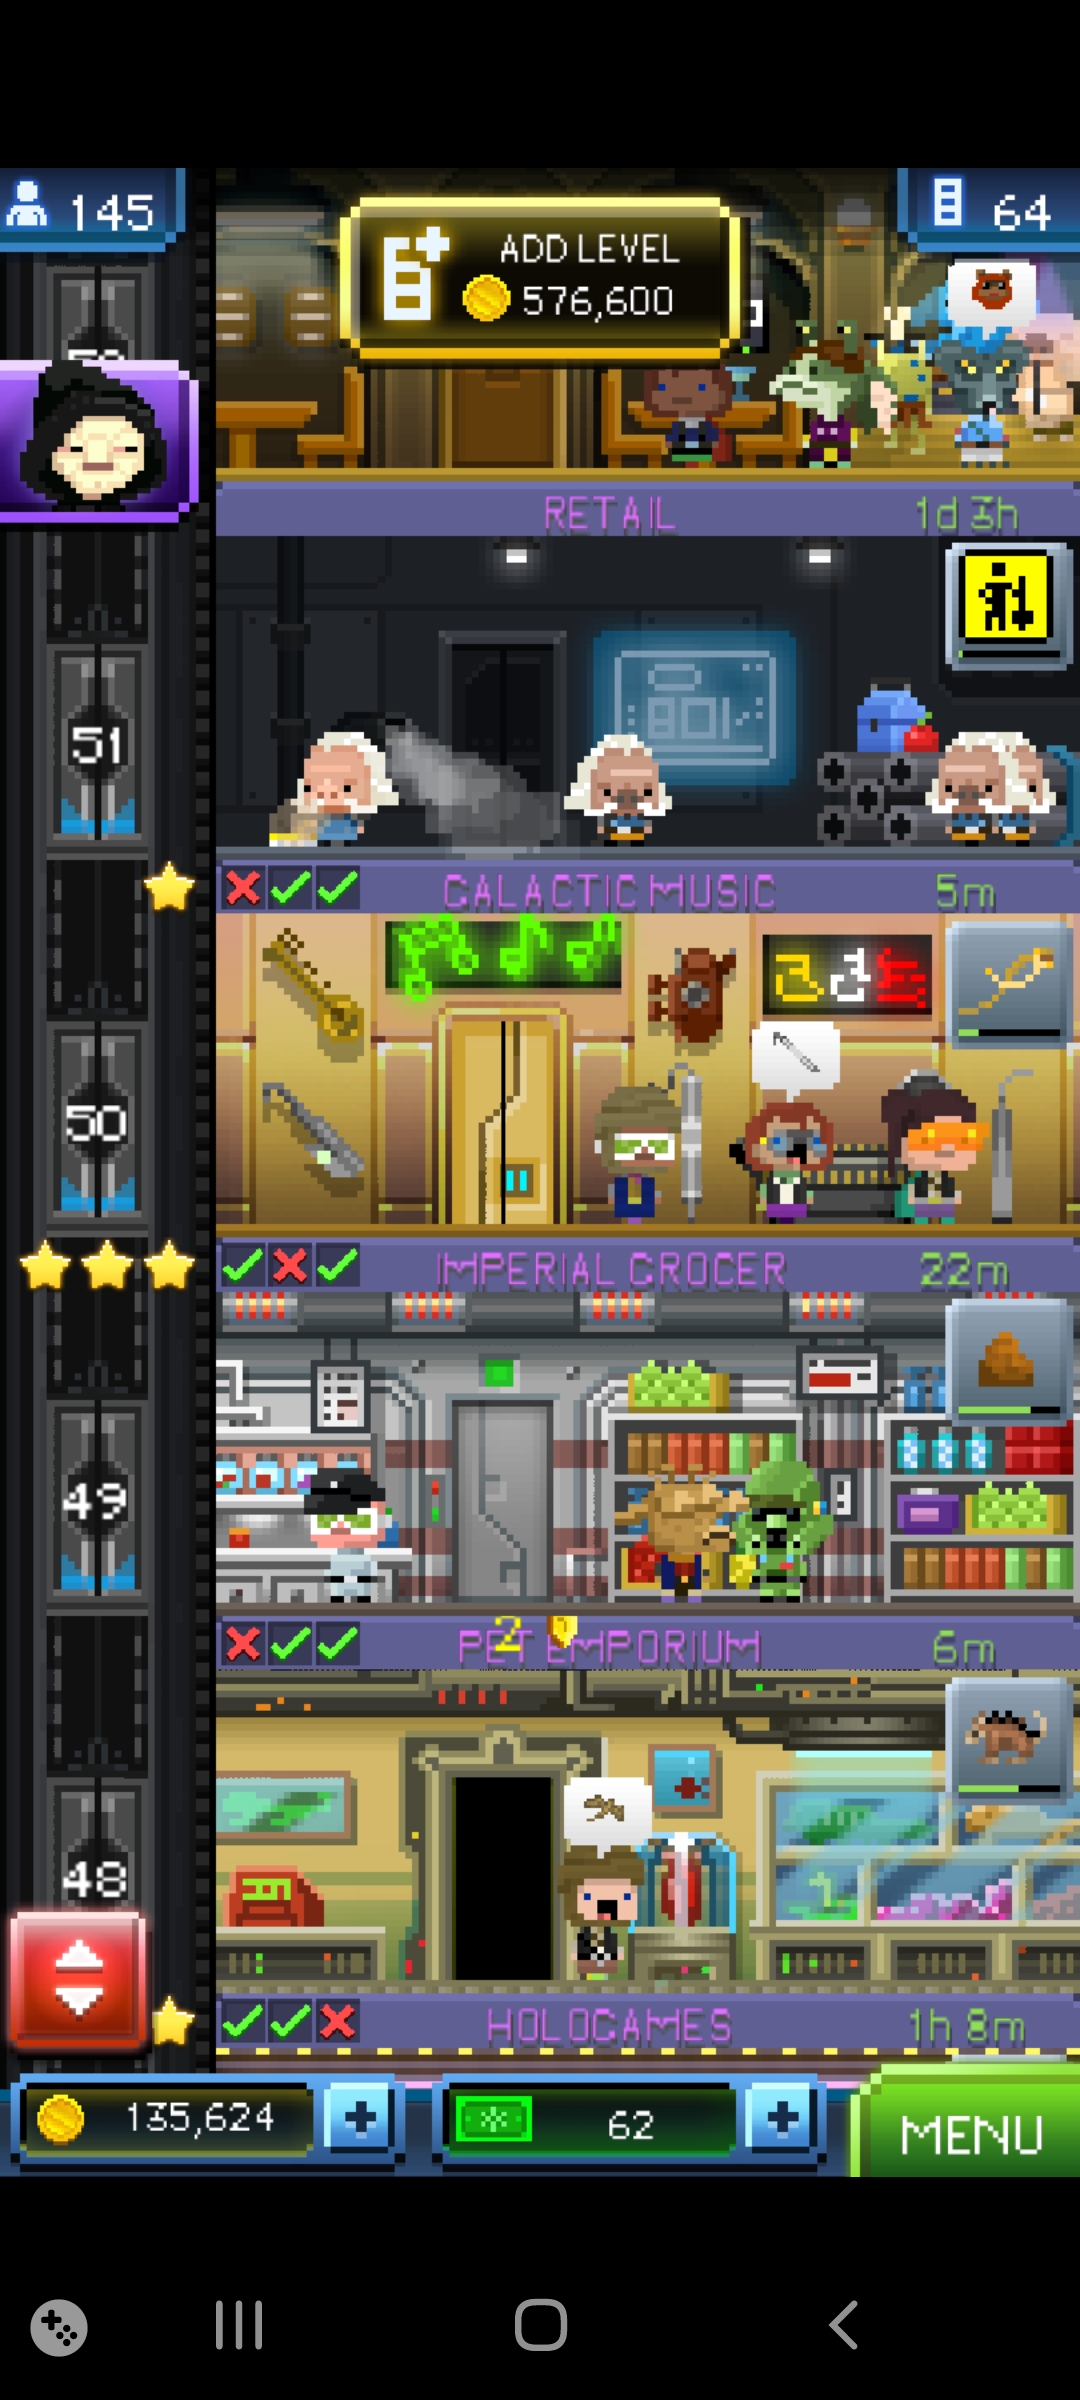 145
ADD LEVEL
576,600
64
RETAIL
1d 3h
51
GALACTIC MUSIC
5m
50
IMPERIAL GROCER
22m
49
2
PET EMPORIUM
6m
48
HOLOGAMES
1h 8m
135,624
62
MENU